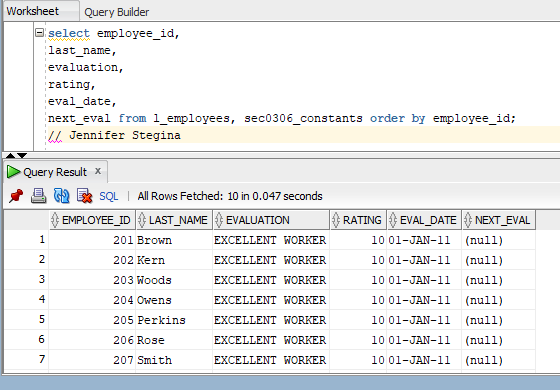 Worksheet Query Builder
select employee_id,
last_name,
evaluation,
rating,
eval_date,
next_eval from l_employees, sec0306_constants order by employee_id;
// Jennifer Stegina
Query Result x
SQL | All Rows Fetched: 10 in 0.047 seconds
EMPLOYEE_ID LAST_NAME EVALUATION RATING EVAL_DATE NEXT_EVAL
1 201 Brown EXCELLENT WORKER 10 01-JAN-11 (null)
2 202 Kern EXCELLENT WORKER 10 01-JAN-11 (null)
3 203 Woods EXCELLENT WORKER 10 01-JAN-11 (null)
4 204 Owens EXCELLENT WORKER 10 01-JAN-11 (null)
5 205 Perkins EXCELLENT WORKER 10 01-JAN-11 (null)
6 206 Rose EXCELLENT WORKER 10 01-JAN-11 (null)
7 207 Smith EXCELLENT WORKER 10 01-JAN-11 (null)